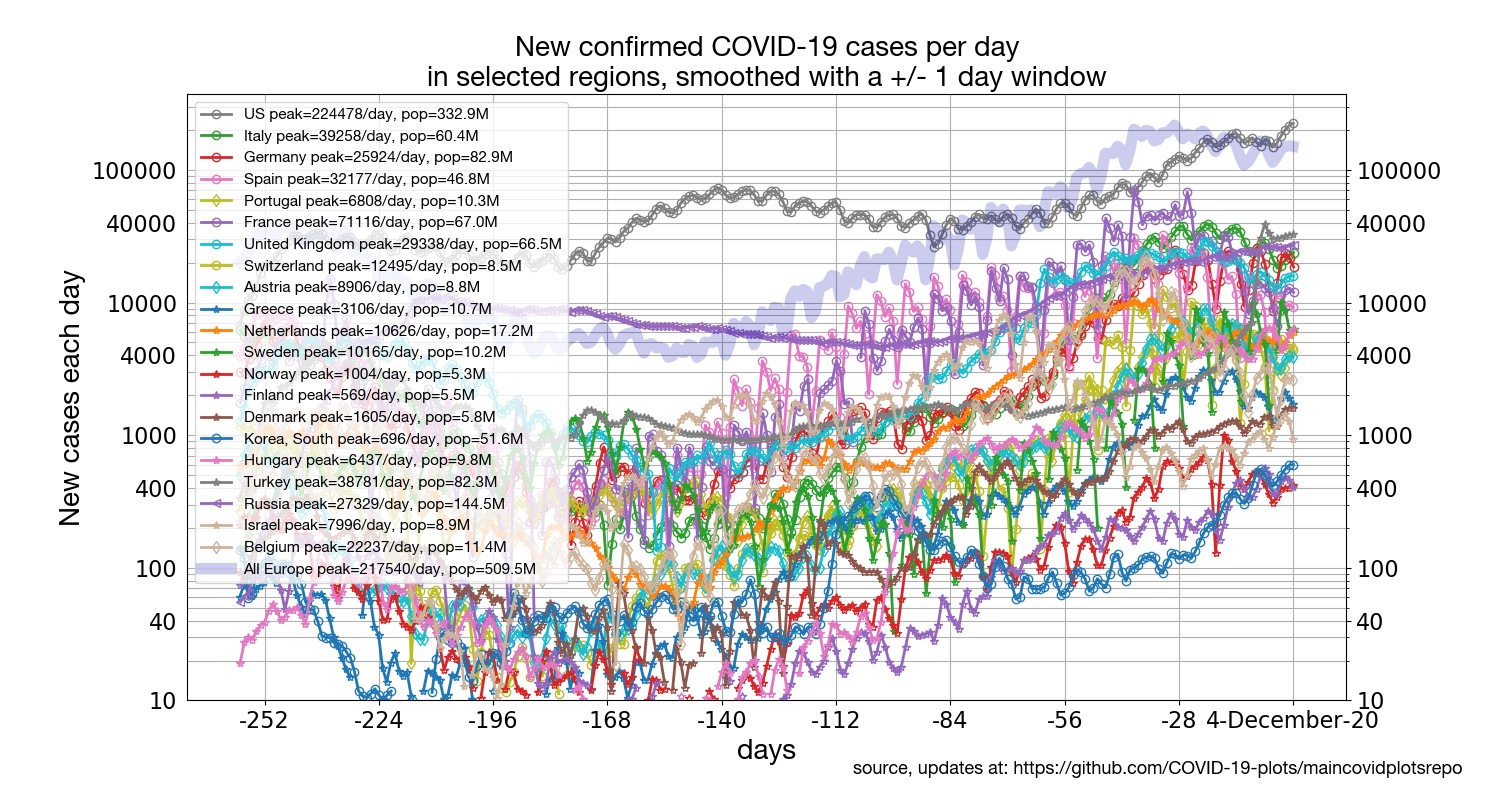 New confirmed COVID-19 cases per day
in selected regions, smoothed with a +/- 1 day window
US peak=224478/day, pop=332.9M
Italy peak=39258/day, pop=60.4M
Germany peak=25924/day, pop=82.9M
Spain peak=32177/day, pop=46.8M
Portugal peak=6808/day, pop=10.3M
France peak=71116/day, pop=67.0M
United Kingdom peak=29338/day, pop=66.5M
Switzerland peak=12495/day, pop=8.5M
Austria peak=8906/day, pop=8.8M
Greece peak=3106/day, pop=10.7M
Netherlands peak=10626/day, pop=17.2M
Sweden peak=10165/day, pop=10.2M
Norway peak=1004/day, pop=5.3M
Finland peak=569/day, pop=5.5M
Denmark peak=1605/day, pop=5.8M
Korea, South peak=696/day, pop=51.6M
Hungary peak=6437/day, pop=9.8M
Turkey peak=38781/day, pop=82.3M
Russia peak=27329/day, pop=144.5M
Israel peak=7996/day, pop=8.9M
Belgium peak=22237/day, pop=11.4M
All Europe peak=217540/day, pop=509.5M
New cases each day
100000
40000
10000
4000
1000
400
100
40
10
100000
40000
10000
4000
1000
400
100
40
10
-252 -224 -196 -168 -140 -112 -84 -56 -28 4-December-20
days
source, updates at: https://github.com/COVID-19-plots/maincovidplotsrepo